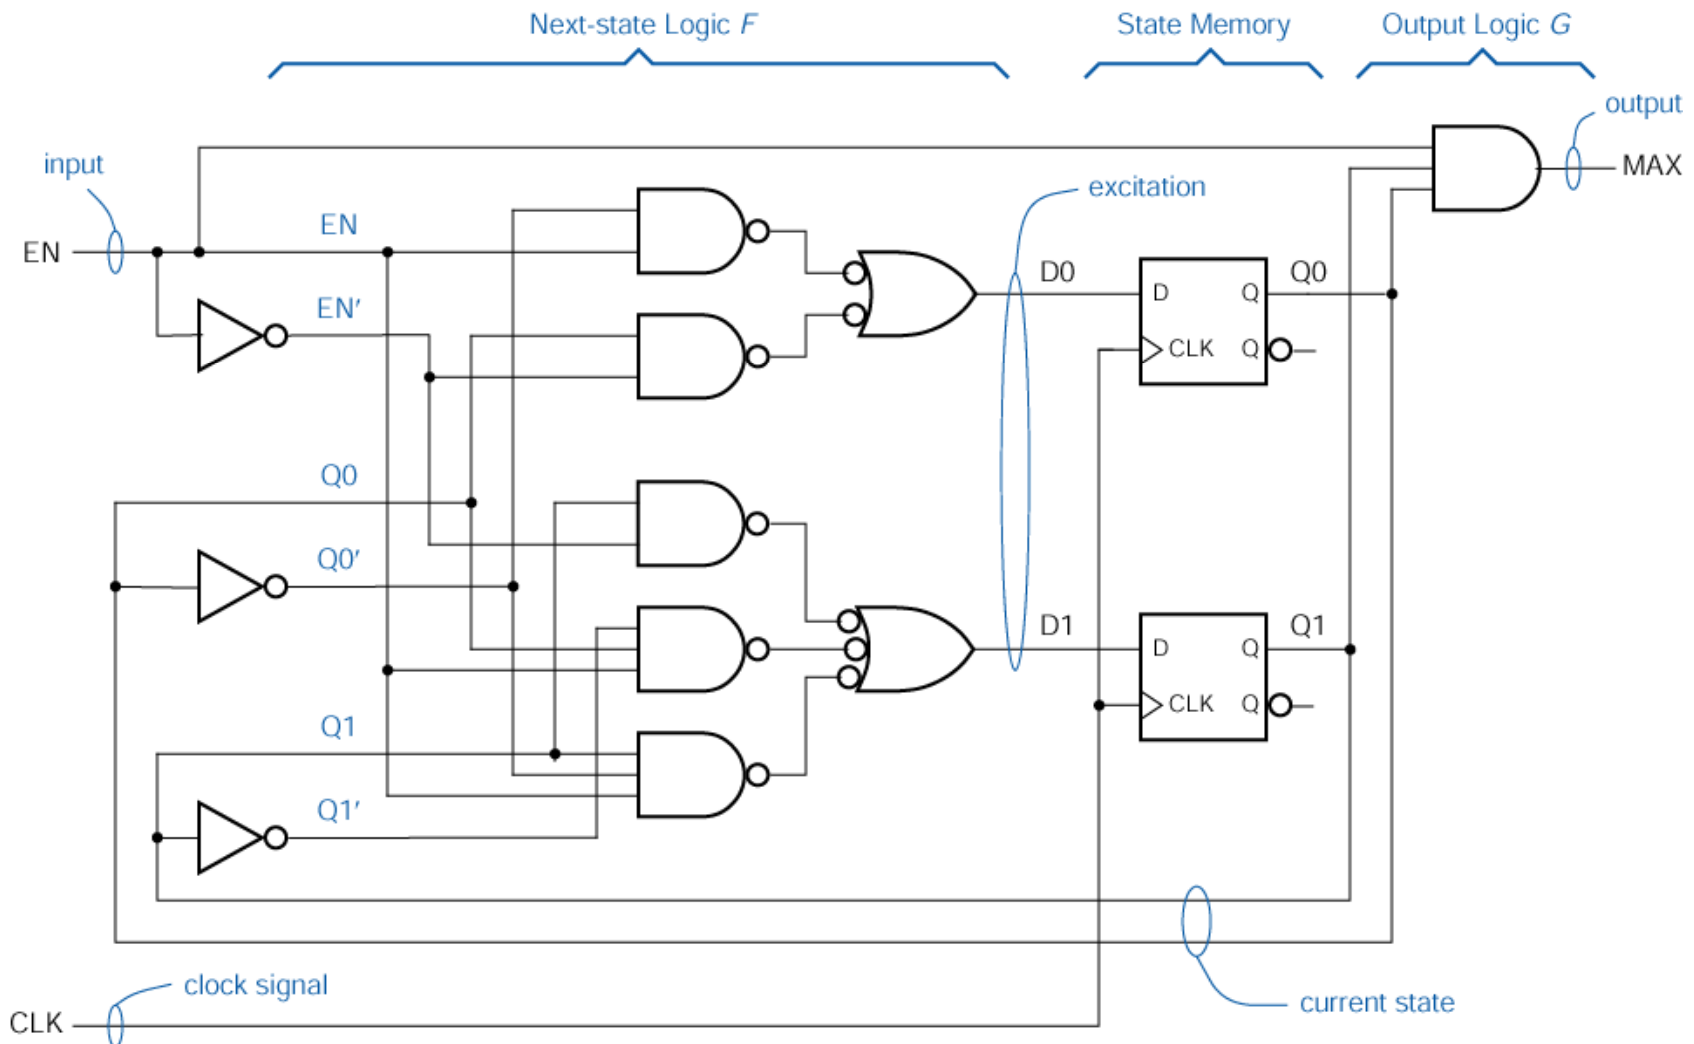 Next-state Logic F
State Memory
Output Logic G
output
input
MAX
excitation
EN
EN
D0
Q0
D
Q
EN′
CLK
Q
Q0
Q0′
D1
Q1
D
Q
CLK
Q
Q1
Q1′
clock signal
current state
CLK